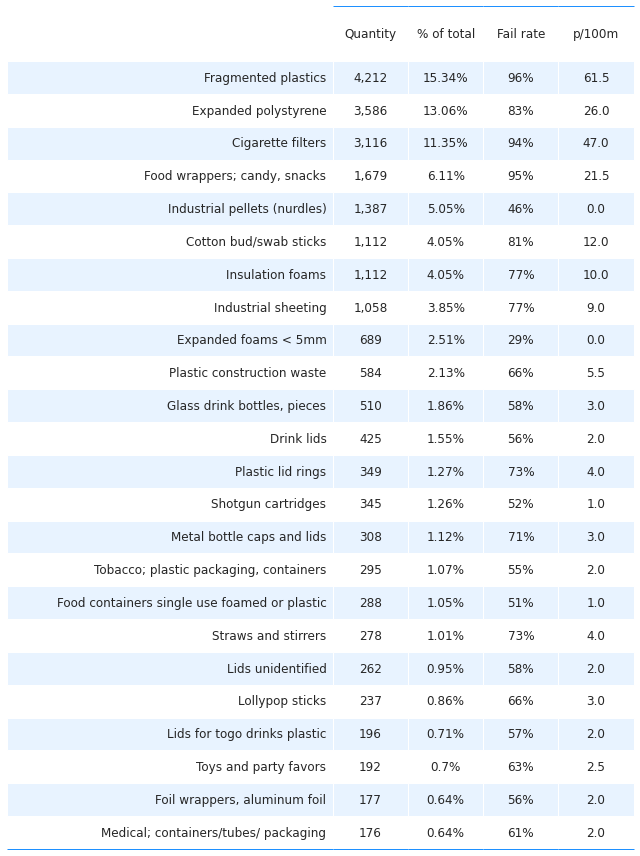 Quantity % of total Fail rate p/100m
Fragmented plastics 4,212 15.34% 96% 61.5
Expanded polystyrene 3,586 13.06% 83% 26.0
Cigarette filters 3,116 11.35% 94% 47.0
Food wrappers; candy, snacks 1,679 6.11% 95% 21.5
Industrial pellets (nurdles) 1,387 5.05% 46% 0.0
Cotton bud/swab sticks 1,112 4.05% 81% 12.0
Insulation foams 1,112 4.05% 77% 10.0
Industrial sheeting 1,058 3.85% 77% 9.0
Expanded foams < 5mm 689 2.51% 29% 0.0
Plastic construction waste 584 2.13% 66% 5.5
Glass drink bottles, pieces 510 1.86% 58% 3.0
Drink lids 425 1.55% 56% 2.0
Plastic lid rings 349 1.27% 73% 4.0
Shotgun cartridges 345 1.26% 52% 1.0
Metal bottle caps and lids 308 1.12% 71% 3.0
Tobacco; plastic packaging, containers 295 1.07% 55% 2.0
Food containers single use foamed or plastic 288 1.05% 51% 1.0
Straws and stirrers 278 1.01% 73% 4.0
Lids unidentified 262 0.95% 58% 2.0
Lollypop sticks 237 0.86% 66% 3.0
Lids for togo drinks plastic 196 0.71% 57% 2.0
Toys and party favors 192 0.7% 63% 2.5
Foil wrappers, aluminum foil 177 0.64% 56% 2.0
Medical; containers/tubes/ packaging 176 0.64% 61% 2.0